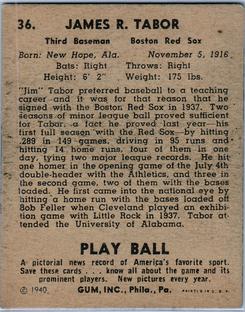 36. JAMES R. TABOR
Third Baseman Boston Red Sox
Born: New Hope, Ala. November 5, 1916
Bats: Right Throws: Right
Height: 6' 2" Weight: 175 lbs.
"Jim" Tabor preferred baseball to a teaching
career and it was for that reason that he
signed with the Boston Red Sox in 1937. Two
seasons of minor league ball proved sufficient
for Tabor, a fact he proved last year—his
first full season with the Red Sox—by hitting
.289 in 149 games, driving in 95 runs and
hitting 14 home runs, four of them in one
day, tying two major league records. He hit
one homer in the opening game of the July 4th
double-header with the Athletics, and three in
the second game, two of them with the bases
loaded. He first came into the national eye by
hitting a home run with the bases loaded off
Bob Feller when Cleveland played an exhibition
game with Little Rock in 1937. Tabor at-
tended the University of Alabama.
PLAY BALL
A pictorial news record of America's favorite sport.
Save these cards . . . know all about the game and its
prominent players. New pictures every year.
© 1940 GUM, INC., Phila., Pa. PRINTED IN U. S. A.